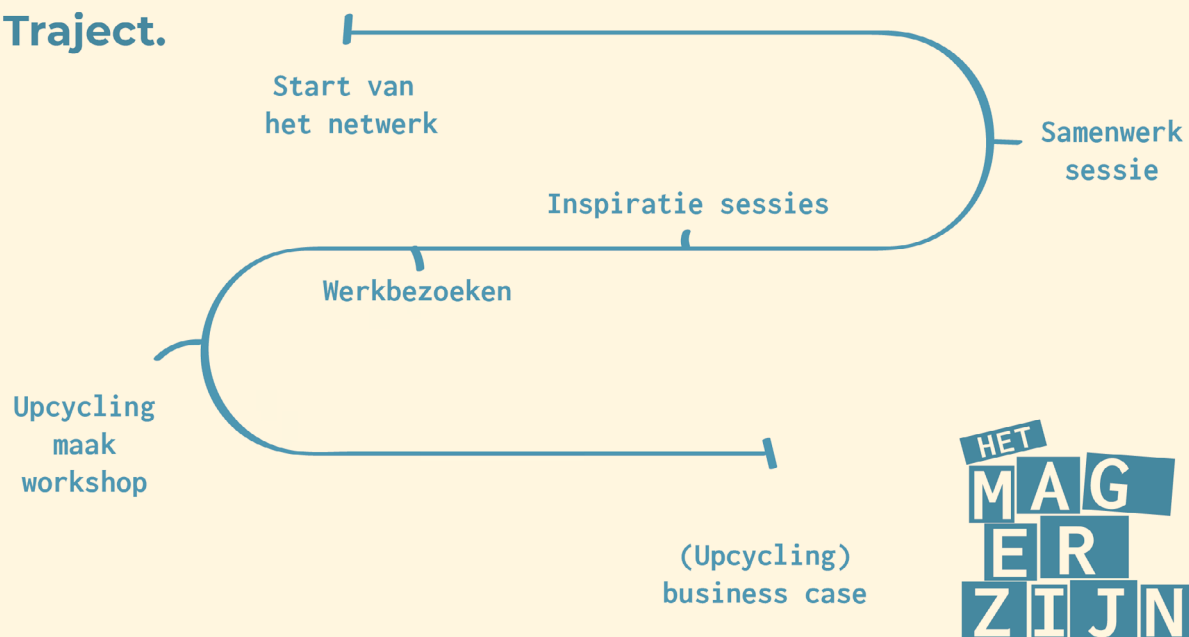 Traject.
Start van
het netwerk
Samenwerk
sessie
Inspiratie sessies
Werkbezoeken
Upcycling
maak
workshop
(Upcycling)
business case
HET
MAG
ER
ZIJN